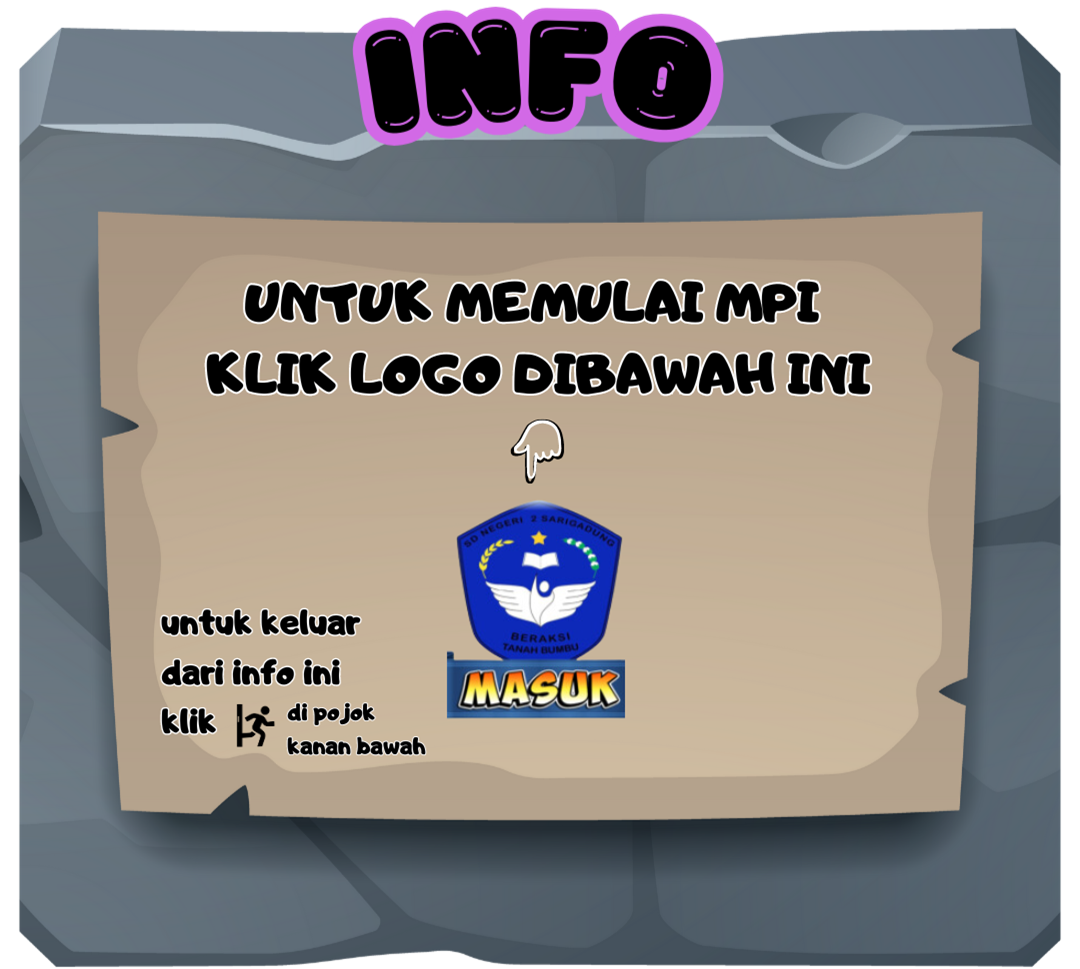 INFO
UNTUK MEMULAI MPI
KLIK LOGO DIBAWAH INI
SD NEGERI 2 SARIGADUNG
BERAKSI
TANAH BUMBU
MASUK
untuk keluar
dari info ini
klik di pojok
kanan bawah